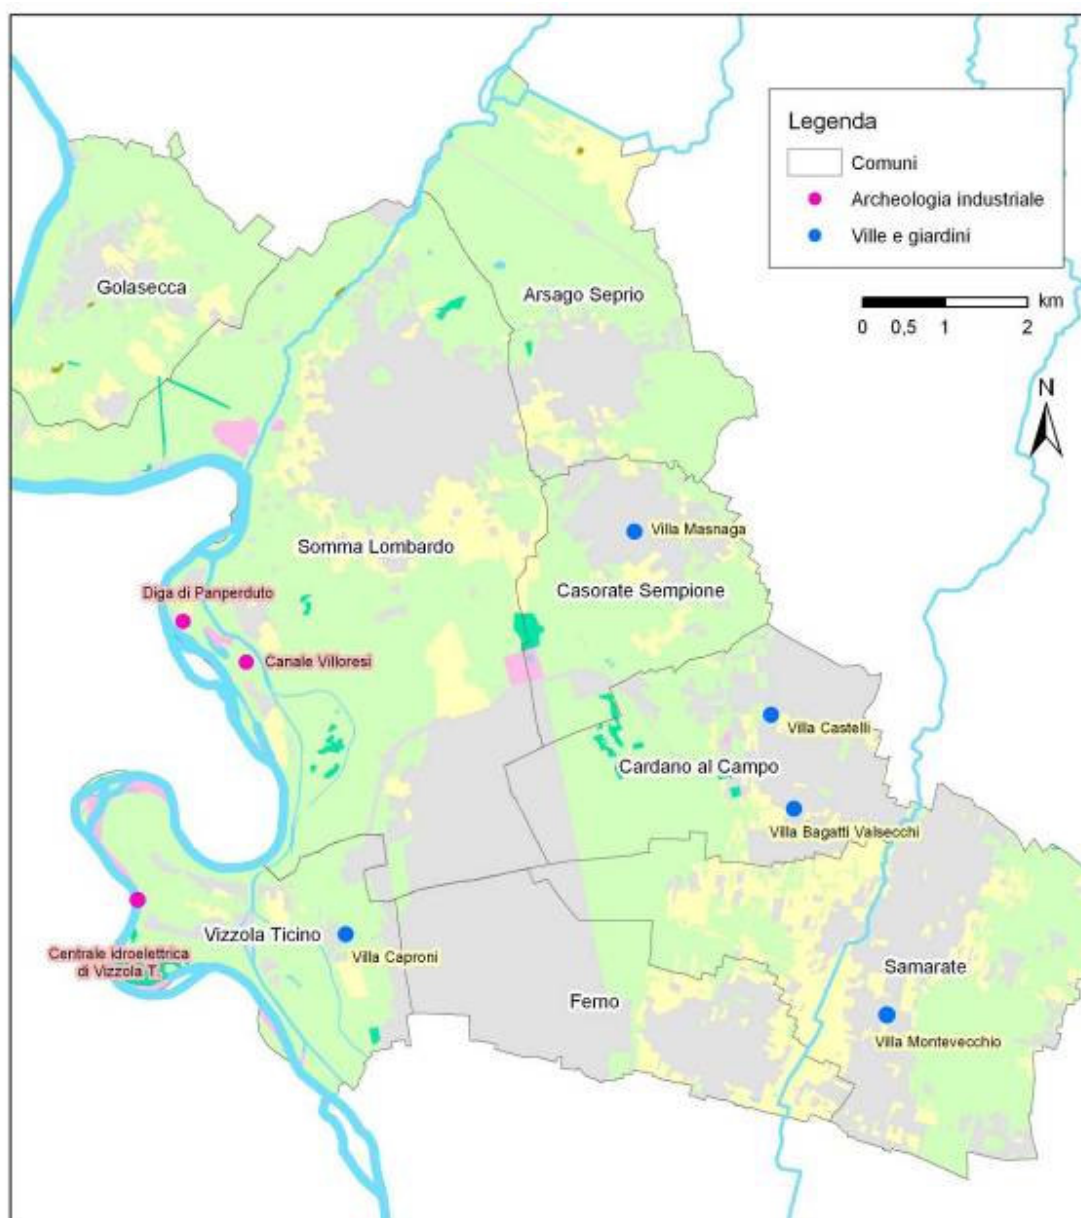 Legenda
Comuni
Archeologia industriale
Ville e giardini
km
0 0,5 1 2
N
Golasecca
Arsago Seprio
Villa Masnaga
Somma Lombardo
Casorate Sempione
Diga di Panperduto
Canale Villoresi
Villa Castelli
Cardano al Campo
Villa Bagatti Valsecchi
Vizzola Ticino
Centrale idroelettrica
di Vizzola T.
Villa Caproni
Samarate
Ferno
Villa Montevecchio